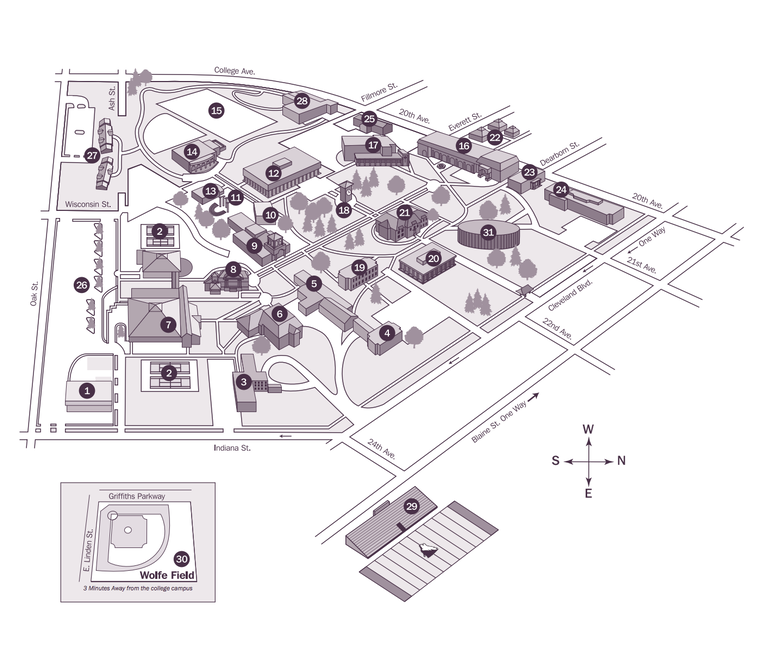 College Ave.
Fillmore St.
Ash St.
28
15
25
20th Ave.
Everett St.
22
16
17
27
14
Dearborn St.
23
12
24
13
11
Wisconsin St.
20th Ave.
18
10
21
2
31
One Way
9
20
21st Ave.
8
19
26
5
Oak St.
Cleveland Blvd.
6
7
22nd Ave.
4
2
3
1
Blaine St. One Way
Indiana St.
24th Ave.
W
S
N
E
Griffiths Parkway
E. Linden St.
29
30
Wolfe Field
3 Minutes Away from the college campus